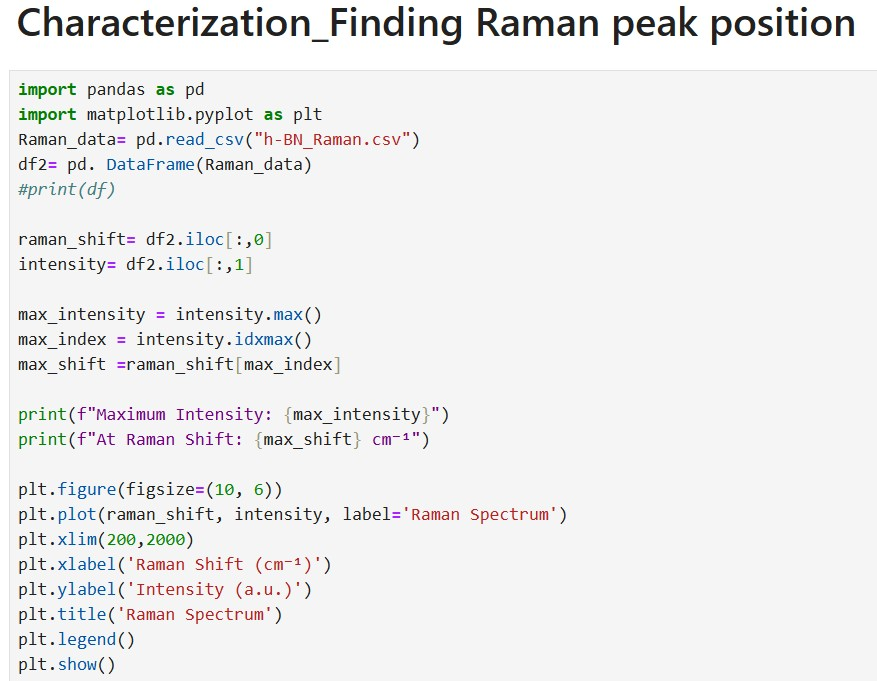 Characterization_Finding Raman peak position
import pandas as pd
import matplotlib.pyplot as plt
Raman_data= pd.read_csv("h-BN_Raman.csv")
df2= pd. DataFrame(Raman_data)
#print(df)
raman_shift= df2.iloc[:,0]
intensity= df2.iloc[:,1]
max_intensity = intensity.max()
max_index = intensity.idxmax()
max_shift =raman_shift[max_index]
print(f"Maximum Intensity: {max_intensity}")
print(f"At Raman Shift: {max_shift} cm⁻¹")
plt.figure(figsize=(10, 6))
plt.plot(raman_shift, intensity, label='Raman Spectrum')
plt.xlim(200,2000)
plt.xlabel('Raman Shift (cm⁻¹)')
plt.ylabel('Intensity (a.u.)')
plt.title('Raman Spectrum')
plt.legend()
plt.show()